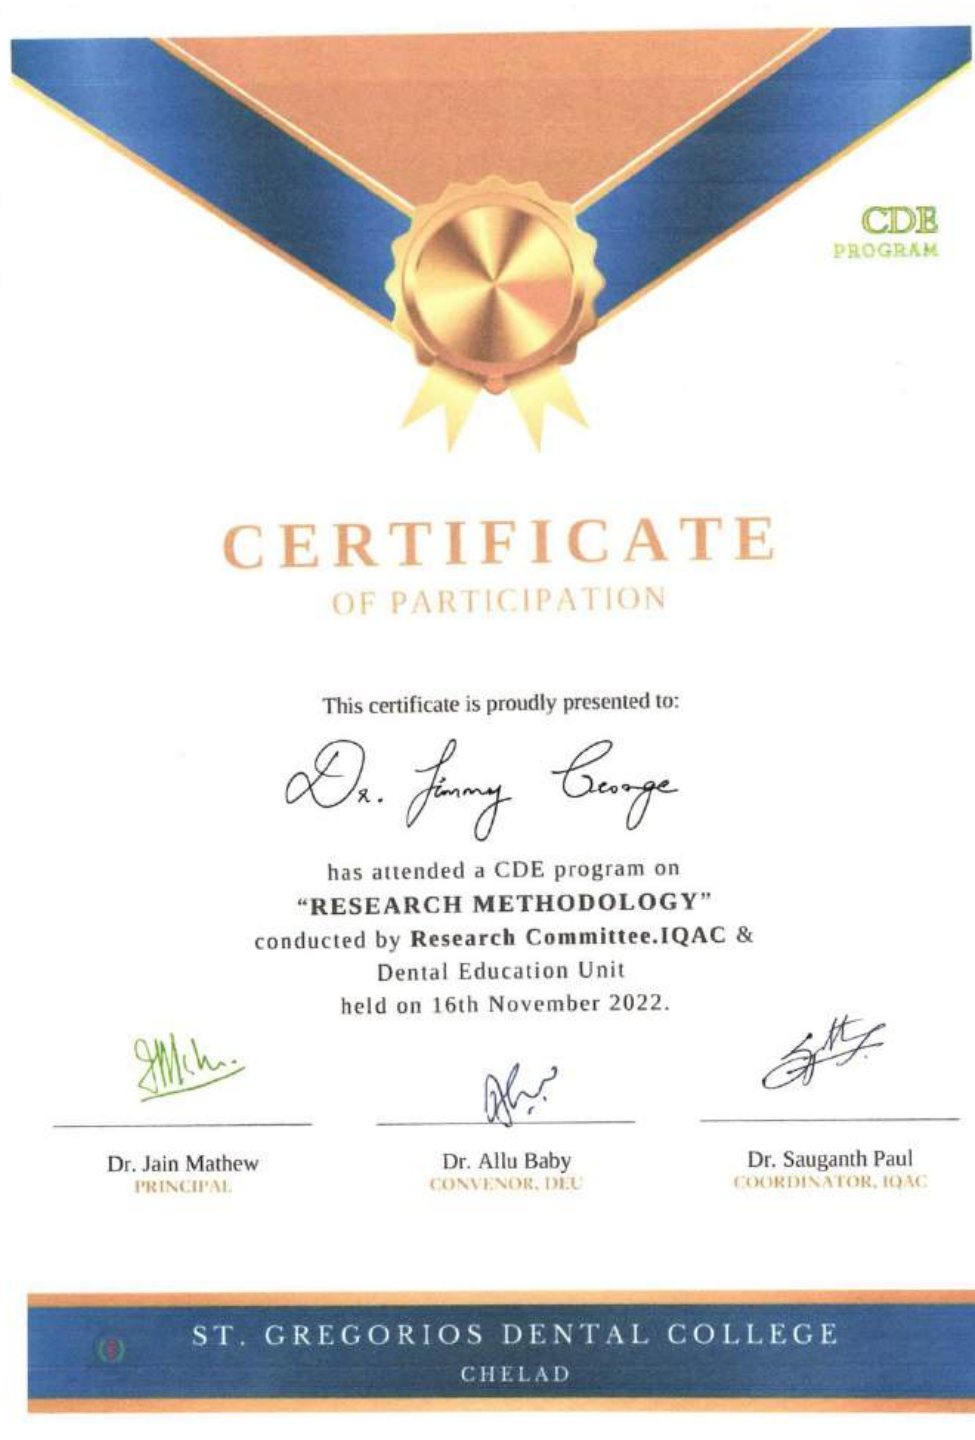 CDE
PROGRAM
CERTIFICATE
OF PARTICIPATION
This certificate is proudly presented to:
Dr. Jimmy George
has attended a CDE program on
“RESEARCH METHODOLOGY”
conducted by Research Committee.IQAC &
Dental Education Unit
held on 16th November 2022.
Dr. Jain Mathew
PRINCIPAL
Dr. Allu Baby
CONVENOR, DEU
Dr. Sauganth Paul
COORDINATOR, IQAC
ST. GREGORIOS DENTAL COLLEGE
CHELAD